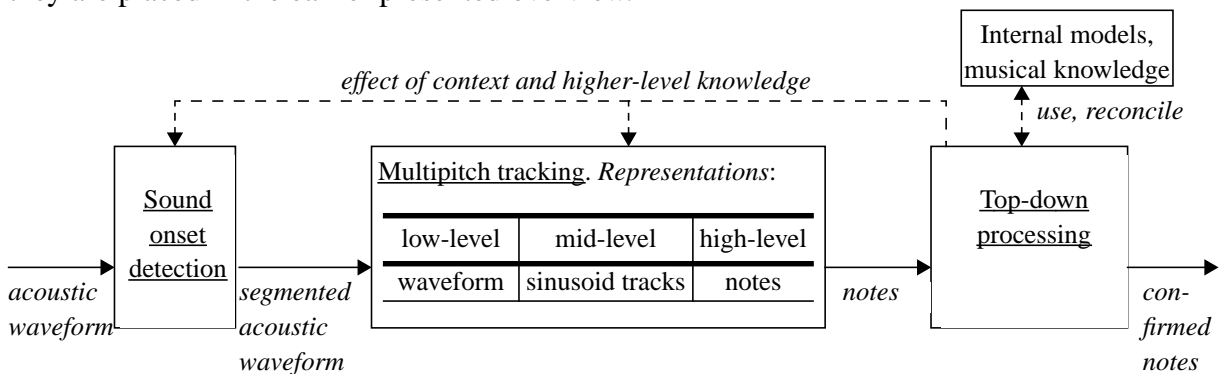 they are placed in the earlier presented overview.
Internal models,
musical knowledge
effect of context and higher-level knowledge
use, reconcile
Sound
onset
detection
Multipitch tracking. Representations:
low-level mid-level high-level
waveform sinusoid tracks notes
Top-down
processing
acoustic
waveform
segmented
acoustic
waveform
notes
con-
firmed
notes